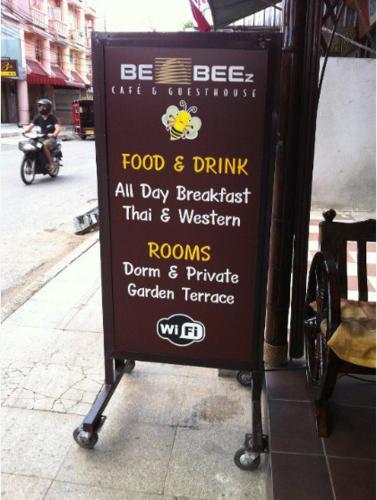 BE BEEz
CAFÉ & GUESTHOUSE
FOOD & DRINK
All Day Breakfast
Thai & Western
ROOMS
Dorm & Private
Garden Terrace
WiFi